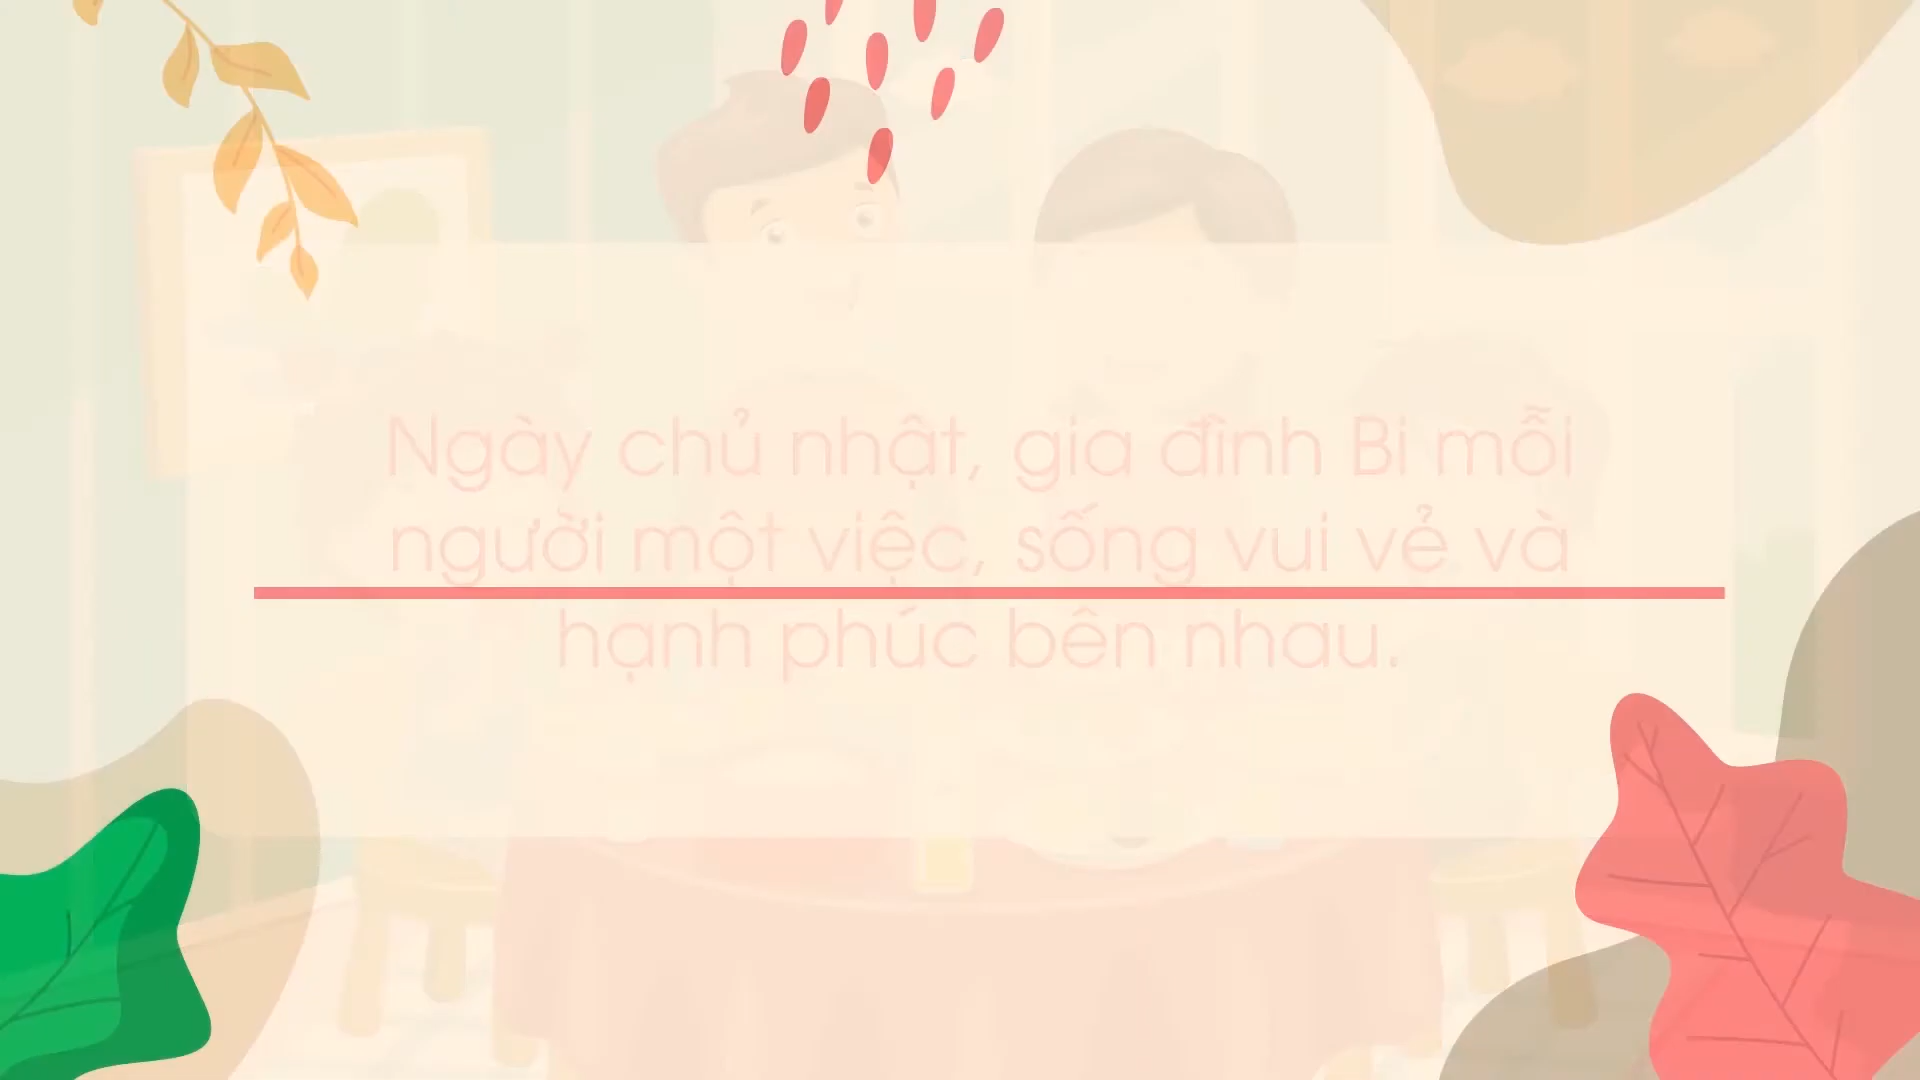 Ngày chủ nhật, gia đình Bi mỗi
người một việc, sống vui vẻ và
hạnh phúc bên nhau.